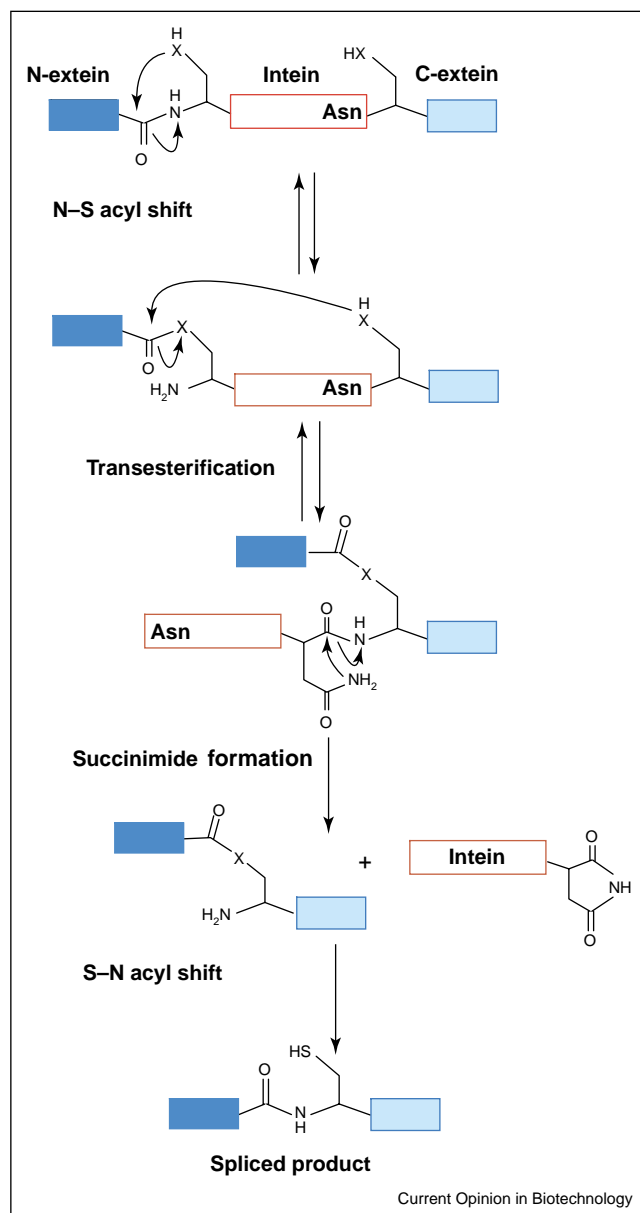 H
X
HX
N-extein
Intein
C-extein
H
N
Asn
O
N–S acyl shift
H
X
X
O
H2N
Asn
Transesterification
O
X
O
H
N
Asn
NH2
O
Succinimide formation
O
X
H2N
+
Intein
O
NH
O
S–N acyl shift
HS
O
N
H
Spliced product
Current Opinion in Biotechnology